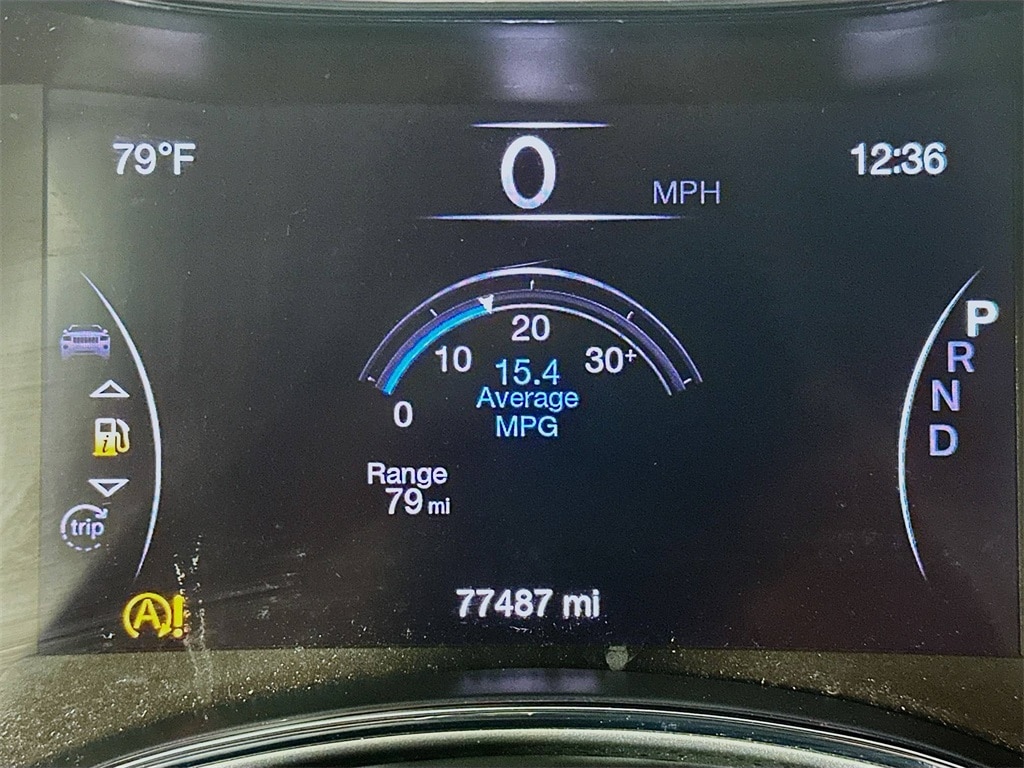 79°F
0 MPH
12:36
0 10 20 30+
15.4
Average
MPG
Range
79 mi
trip
A!
77487 mi
P
R
N
D